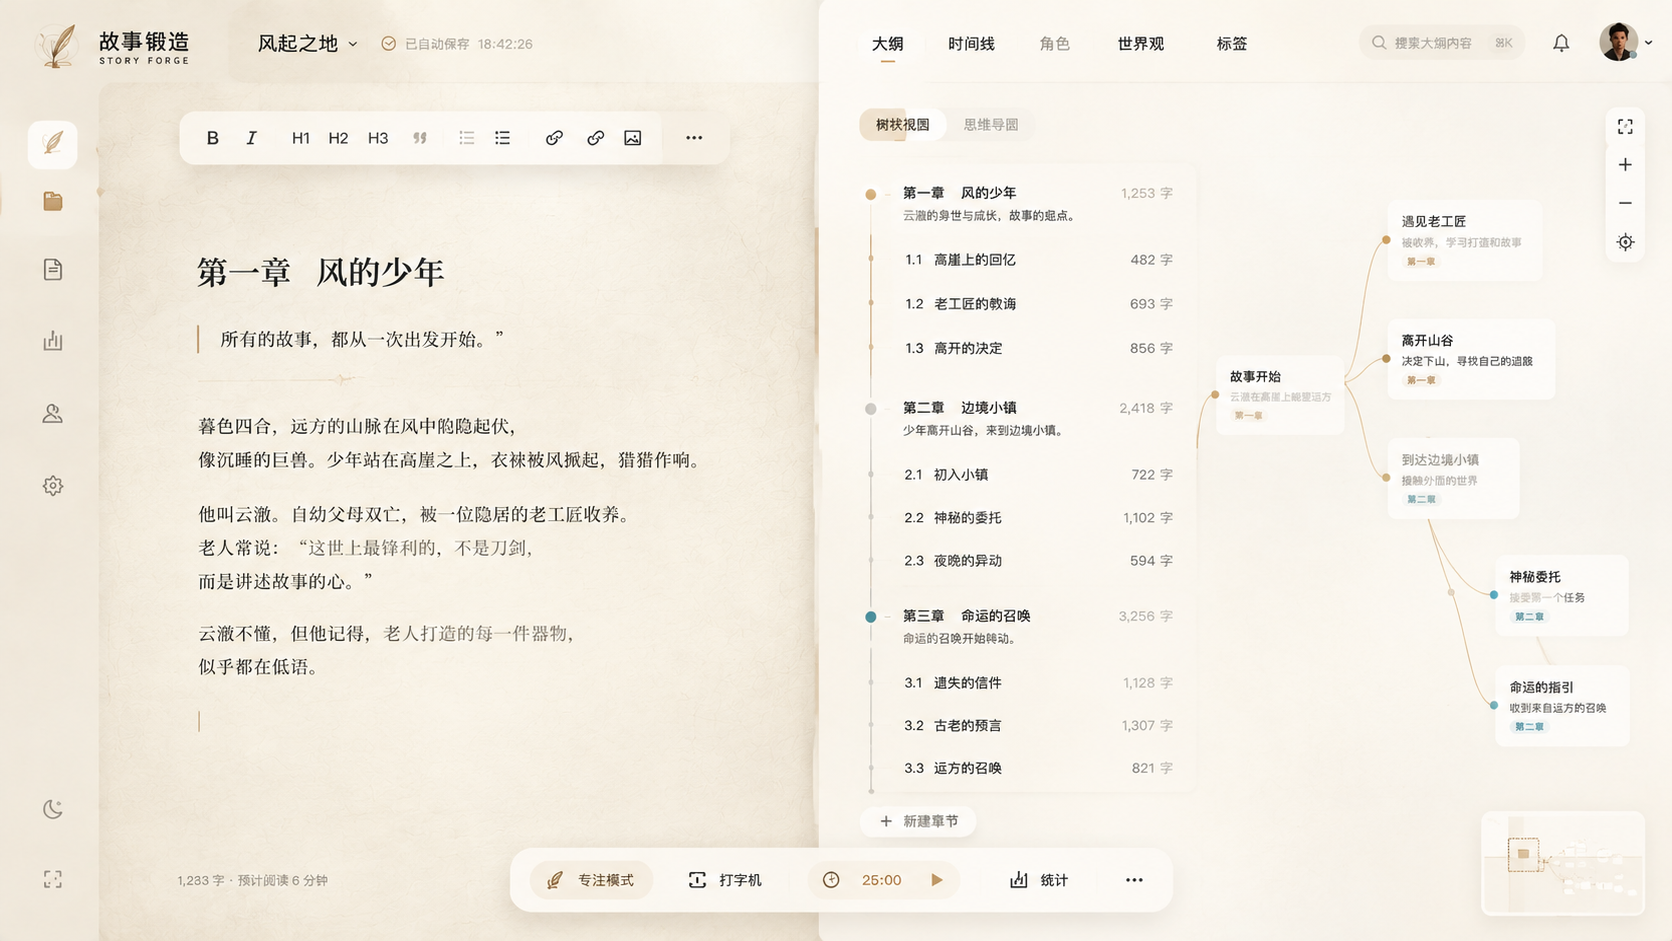 故事锻造
STORY FORGE
风起之地
已自动保存 18:42:26
大纲
时间线
角色
世界观
标签
搜索大纲内容 ⌘K
B I H1 H2 H3
树状视图
思维导图
第一章 风的少年
所有的故事，都从一次出发开始。”
暮色四合，远方的山脉在风中的隐起伏，
像沉睡的巨兽。少年站在高崖之上，衣袂被风掀起，猎猎作响。
他叫云澈。自幼父母双亡，被一位隐居的老工匠收养。
老人常说：“这世上最锋利的，不是刀剑，
而是讲述故事的心。”
云澈不懂，但他记得，老人打造的每一件器物，
似乎都在低语。
1,233 字 · 预计阅读 6 分钟
第一章 风的少年 1,253 字
云澈的身世与成长，故事的起点。
1.1 高崖上的回忆 482 字
1.2 老工匠的教诲 693 字
1.3 高开的决定 856 字
第二章 边境小镇 2,418 字
少年离开山谷，来到边境小镇。
2.1 初入小镇 722 字
2.2 神秘的委托 1,102 字
2.3 夜晚的异动 594 字
第三章 命运的召唤 3,256 字
命运的召唤开始转动。
3.1 遗失的信件 1,128 字
3.2 古老的预言 1,307 字
3.3 远方的召唤 821 字
新建章节
故事开始
云澈在高崖上眺望远方
第一章
遇见老工匠
被收养，学习打造和故事
第一章
离开山谷
决定下山，寻找自己的道路
第一章
到达边境小镇
接触外面的世界
第二章
神秘委托
接受第一个任务
第二章
命运的指引
收到来自远方的召唤
第二章
专注模式
打字机
25:00
统计